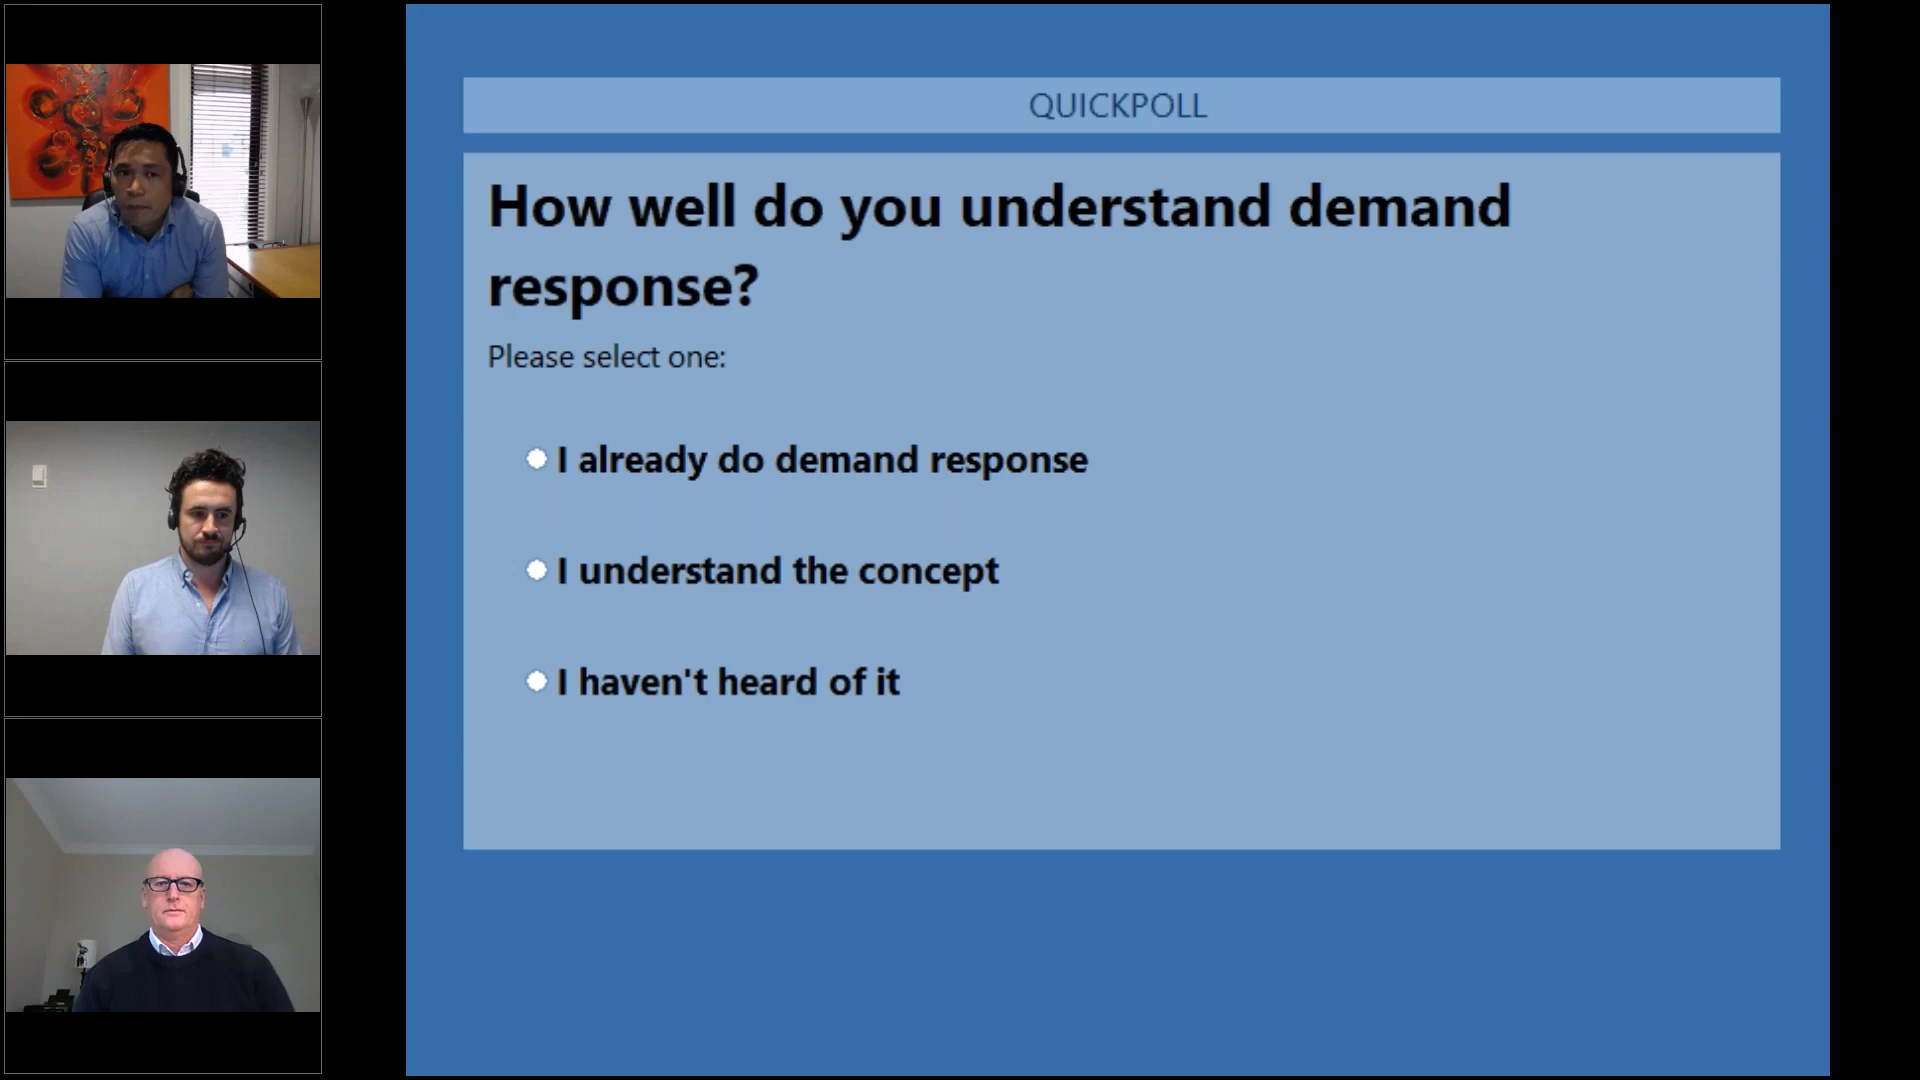 QUICKPOLL
How well do you understand demand
response?
Please select one:
I already do demand response
I understand the concept
I haven't heard of it